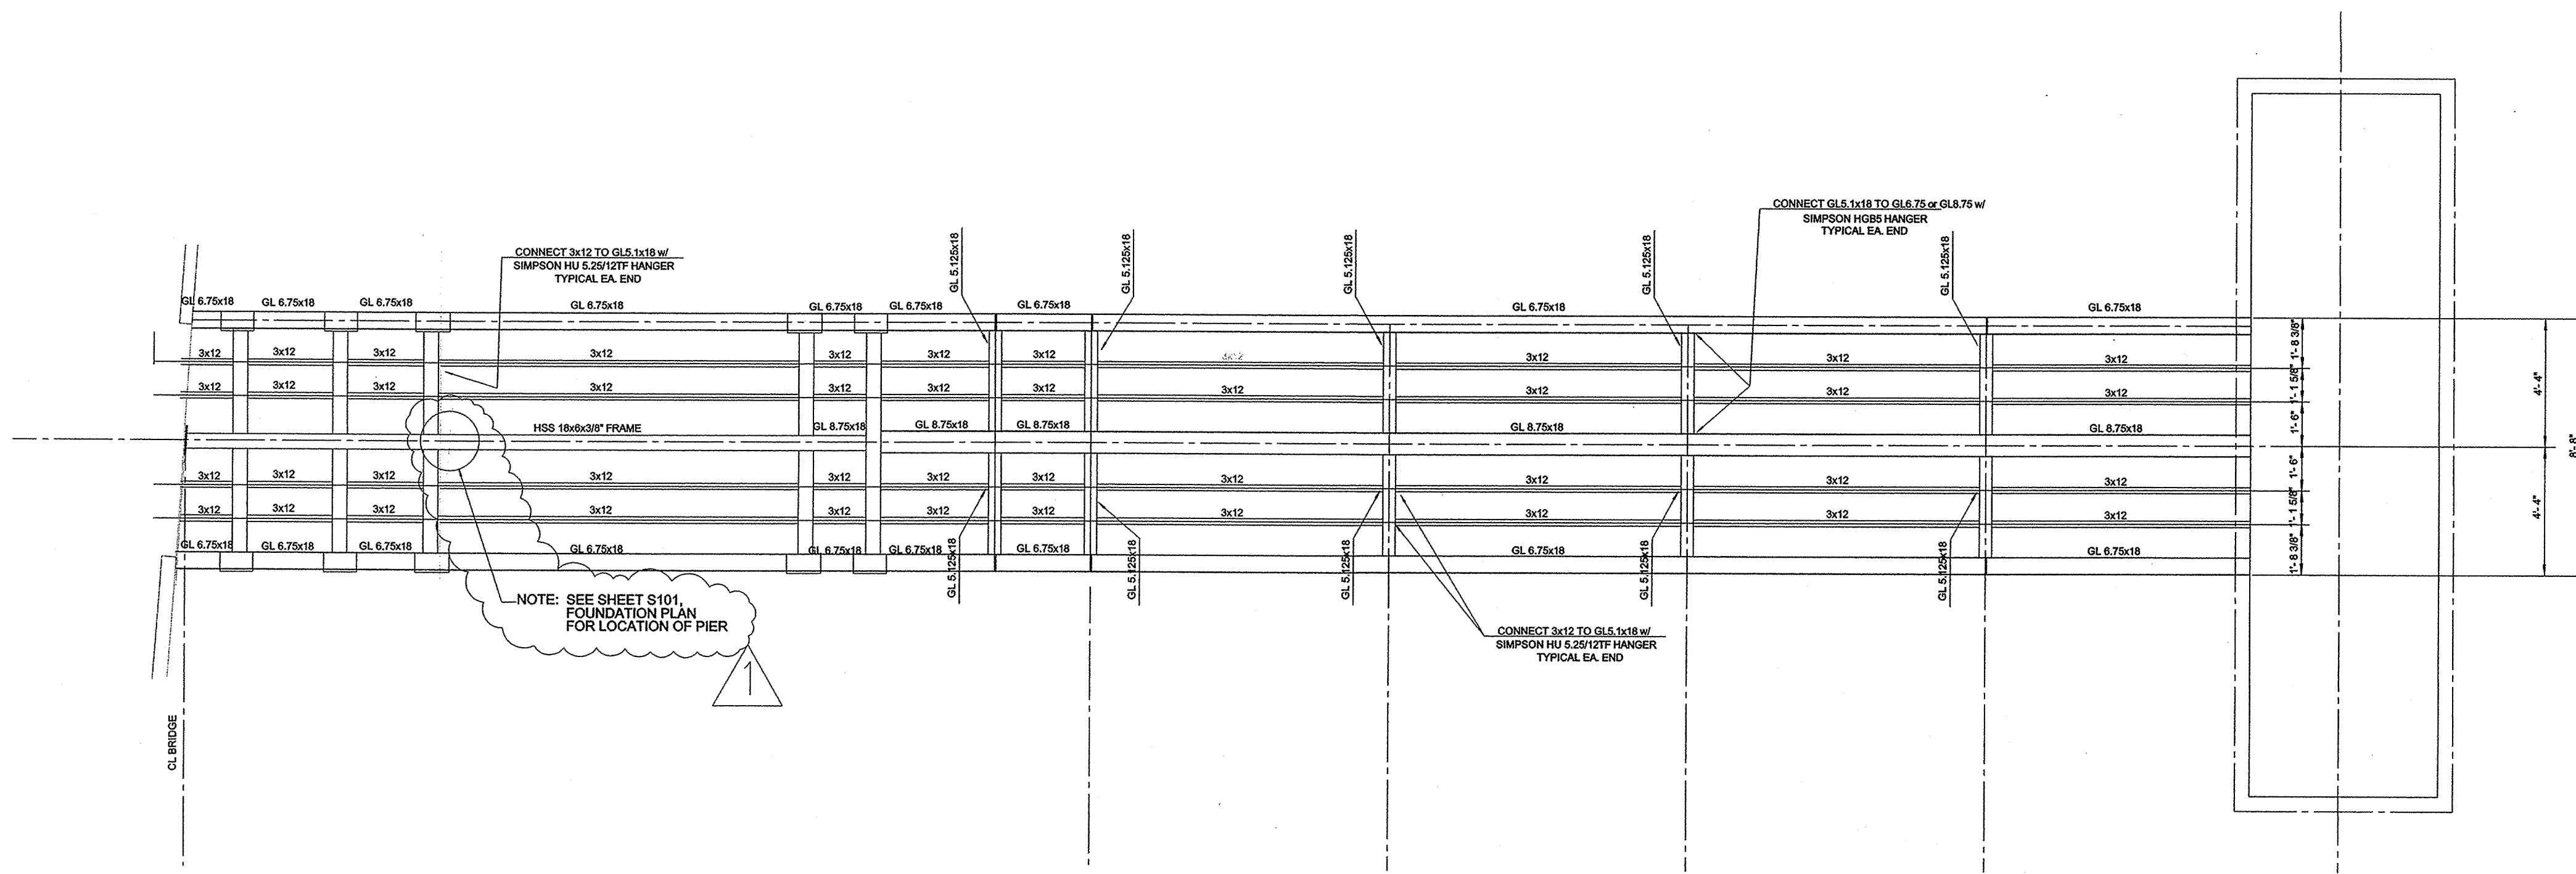 CONNECT GL5.1x18 TO GL6.75 or GL8.75 w/
SIMPSON HGB5 HANGER
TYPICAL EA. END
CONNECT 3x12 TO GL5.1x18 w/
SIMPSON HU 5.25/12TF HANGER
TYPICAL EA. END
GL 5.125x18
GL 5.125x18
GL 5.125x18
GL 5.125x18
GL 5.125x18
GL 6.75x18 GL 6.75x18 GL 6.75x18 GL 6.75x18 GL 6.75x18 GL 6.75x18 GL 6.75x18 GL 6.75x18 GL 6.75x18
3x12 3x12 3x12 3x12 3x12 3x12 3x12 3x12 3x12 3x12 3x12
3x12 3x12 3x12 3x12 3x12 3x12 3x12 3x12 3x12 3x12 3x12
HSS 18x6x3/8" FRAME GL 8.75x18 GL 8.75x18 GL 8.75x18 GL 8.75x18 GL 8.75x18
3x12 3x12 3x12 3x12 3x12 3x12 3x12 3x12 3x12 3x12 3x12
3x12 3x12 3x12 3x12 3x12 3x12 3x12 3x12 3x12 3x12 3x12
GL 6.75x18 GL 6.75x18 GL 6.75x18 GL 6.75x18 GL 6.75x18 GL 6.75x18 GL 6.75x18 GL 6.75x18 GL 6.75x18
1'- 8 3/8"
1'- 1 5/8"
1'- 6"
1'- 6"
1'- 1 5/8"
1'- 8 3/8"
4'- 4"
4'- 4"
8'- 8"
GL 5.125x18
GL 5.125x18
GL 5.125x18
GL 5.125x18
GL 5.125x18
NOTE: SEE SHEET S101,
FOUNDATION PLAN
FOR LOCATION OF PIER
1
CONNECT 3x12 TO GL5.1x18 w/
SIMPSON HU 5.25/12TF HANGER
TYPICAL EA. END
CL BRIDGE